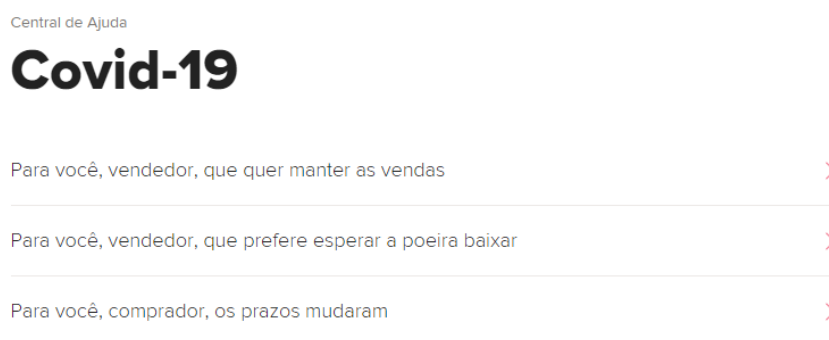 Central de Ajuda
Covid-19
Para você, vendedor, que quer manter as vendas
Para você, vendedor, que prefere esperar a poeira baixar
Para você, comprador, os prazos mudaram